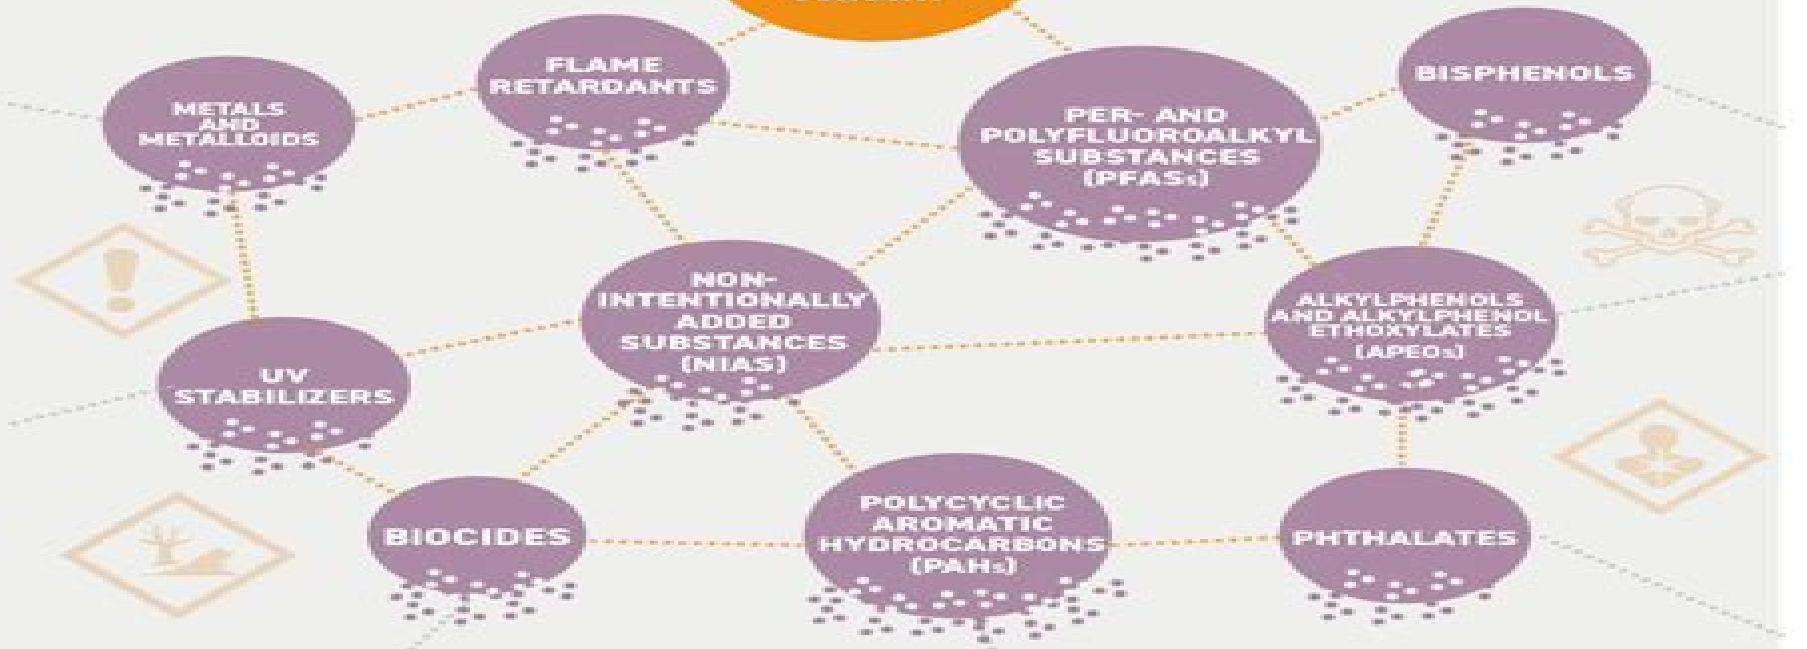 METALS
AND
METALLOIDS
FLAME
RETARDANTS
PER- AND
POLYFLUOROALKYL
SUBSTANCES
(PFASs)
BISPHENOLS
NON-
INTENTIONALLY
ADDED
SUBSTANCES
(NIAS)
ALKYLPHENOLS
AND ALKYLPHENOL
ETHOXYLATES
(APEOs)
UV
STABILIZERS
BIOCIDES
POLYCYCLIC
AROMATIC
HYDROCARBONS
(PAHs)
PHTHALATES